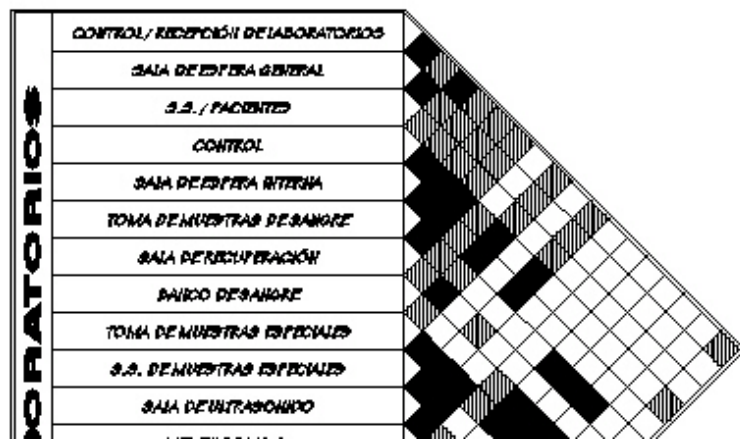 CONTROL / RECEPCIÓN DE LABORATORIOS
SALA DE ESPERA GENERAL
S.S. / PACIENTES
CONTROL
SALA DE ESPERA INTERNA
TOMA DE MUESTRAS DE SANGRE
SALA DE RECUPERACIÓN
BANCO DE SANGRE
TOMA DE MUESTRAS ESPECIALES
S.S. DE MUESTRAS ESPECIALES
SALA DE ULTRASONIDO
ORATORIOS